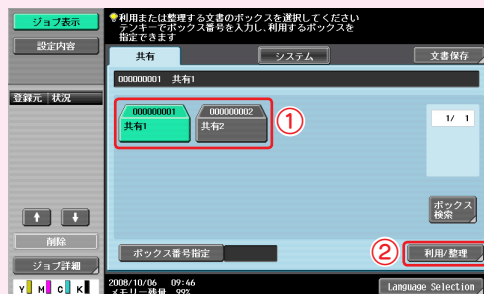 ジョブ表示
設定内容
利用または整理する文書のボックスを選択してください
テンキーでボックス番号を入力し、利用するボックスを
指定できます
共有
システム
文書保存
000000001 共有1
登録元 状況
000000001
共有1
000000002
共有2
①
1/ 1
ボックス
検索
↑ ↓
削除
ボックス番号指定
②
利用/整理
ジョブ詳細
Y M C K
2008/10/06 09:46
メモリー残量 99%
Language Selection